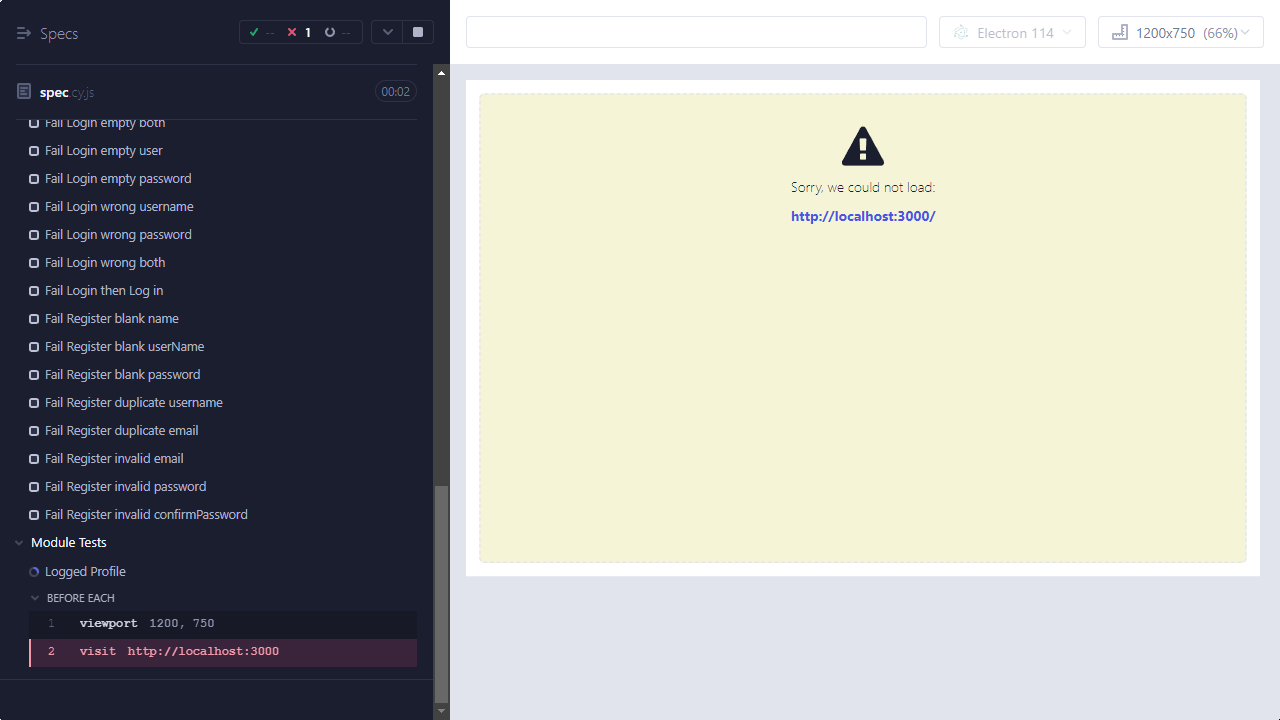 Specs
-- 1 --
spec.cy.js 00:02
Fail Login empty both
Fail Login empty user
Fail Login empty password
Fail Login wrong username
Fail Login wrong password
Fail Login wrong both
Fail Login then Log in
Fail Register blank name
Fail Register blank userName
Fail Register blank password
Fail Register duplicate username
Fail Register duplicate email
Fail Register invalid email
Fail Register invalid password
Fail Register invalid confirmPassword
Module Tests
Logged Profile
BEFORE EACH
1 viewport 1200, 750
2 visit http://localhost:3000
Electron 114
1200x750 (66%)
Sorry, we could not load:
http://localhost:3000/